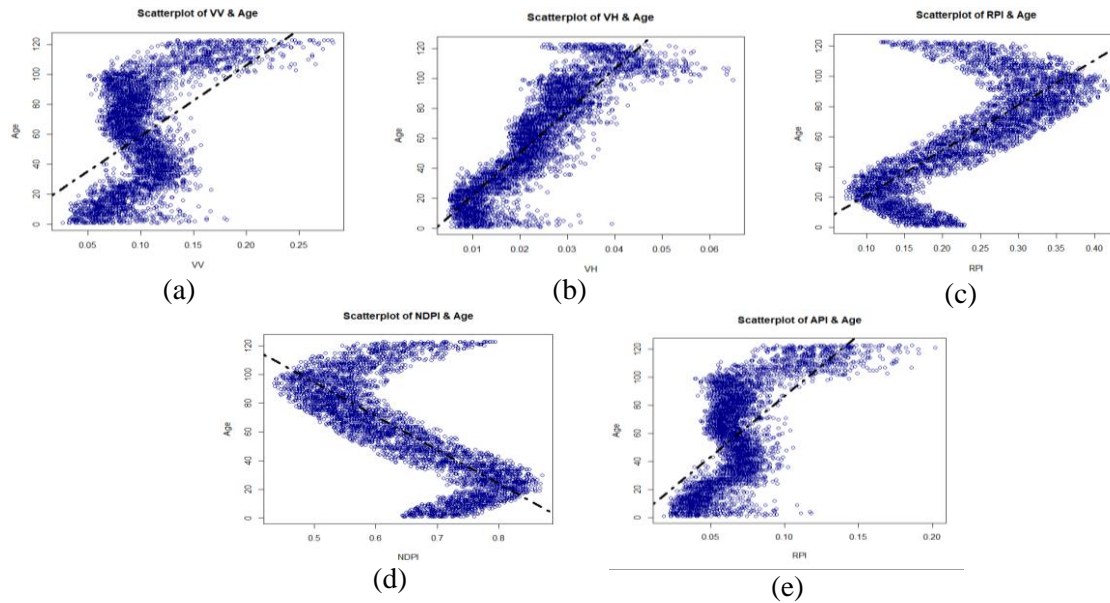 Scatterplot of VV & Age
Age
0 20 40 60 80 100 120
0.05 0.10 0.15 0.20 0.25
VV
(a)
Scatterplot of VH & Age
Age
0 20 40 60 80 100 120
0.01 0.02 0.03 0.04 0.05 0.06
VH
(b)
Scatterplot of RPI & Age
Age
0 20 40 60 80 100 120
0.10 0.15 0.20 0.25 0.30 0.35 0.40
RPI
(c)
Scatterplot of NDPI & Age
Age
0 20 40 60 80 100 120
0.5 0.6 0.7 0.8
NDPI
(d)
Scatterplot of API & Age
Age
0 20 40 60 80 100 120
0.05 0.10 0.15 0.20
RPI
(e)